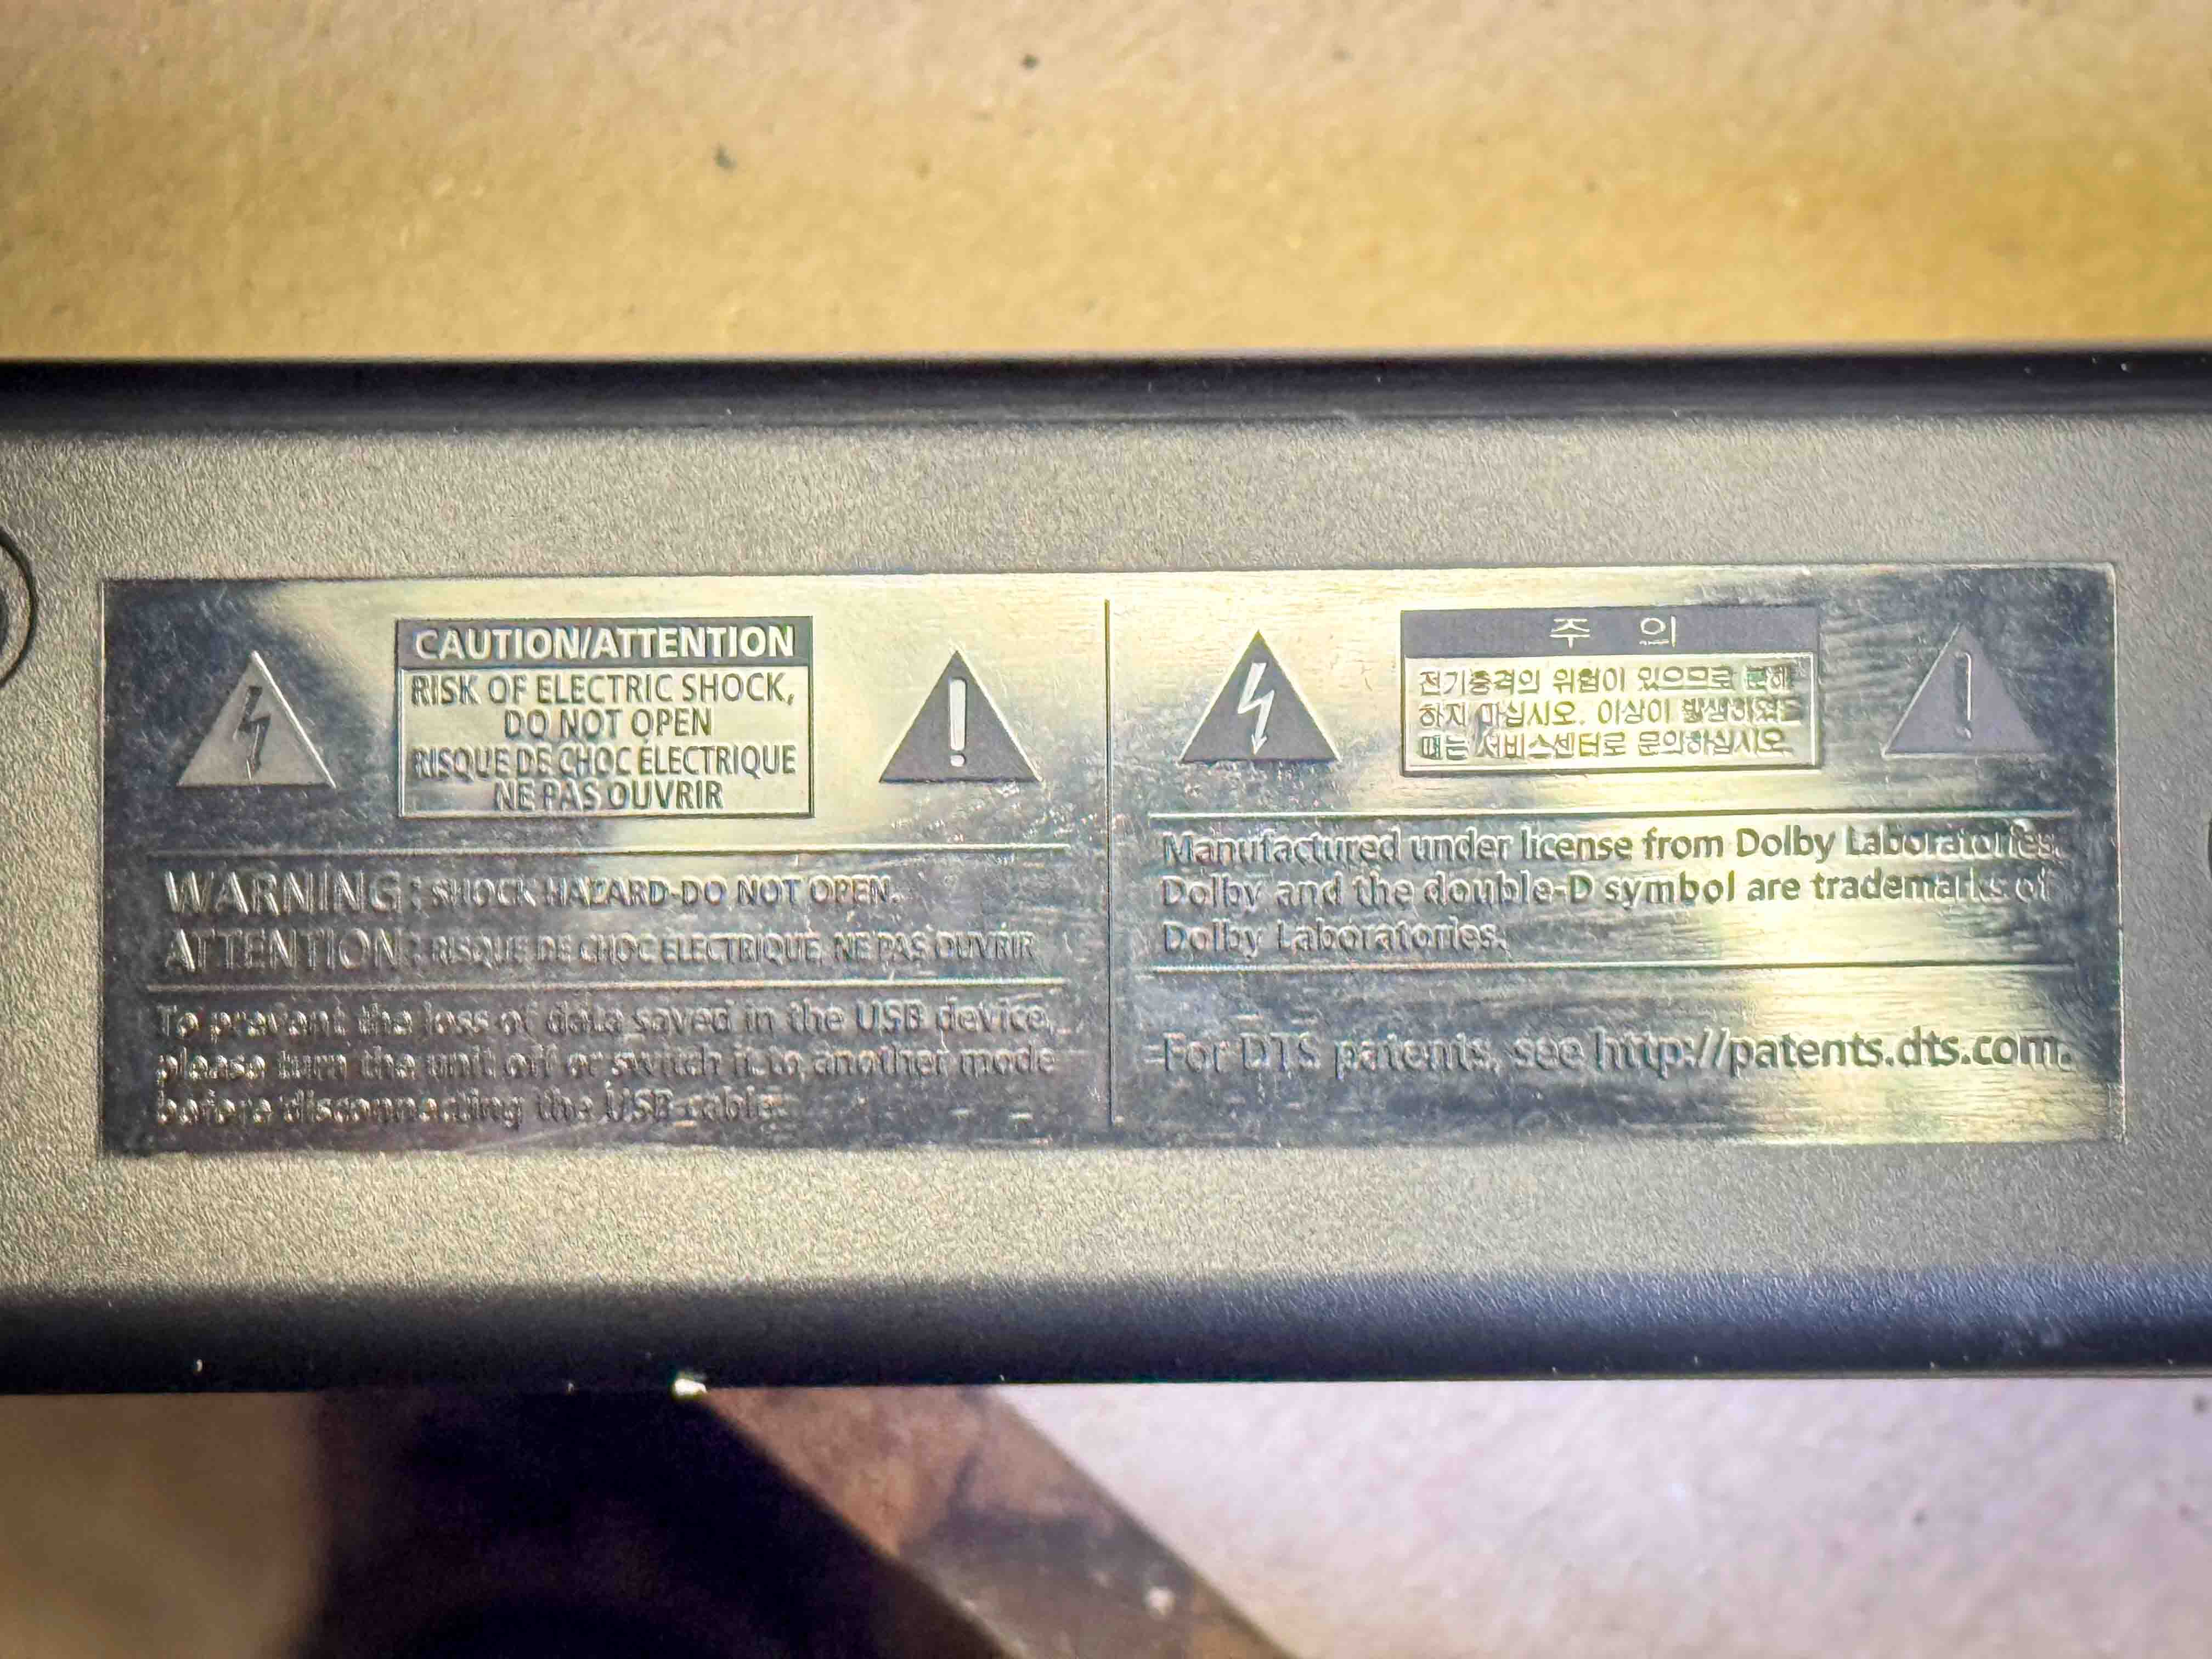 CAUTION/ATTENTION
RISK OF ELECTRIC SHOCK,
DO NOT OPEN
RISQUE DE CHOC ELECTRIQUE
NE PAS OUVRIR
WARNING : SHOCK HAZARD-DO NOT OPEN.
ATTENTION : RISQUE DE CHOC ELECTRIQUE, NE PAS OUVRIR
To prevent the loss of data saved in the USB device,
please turn the unit off or switch it to another mode
before disconnecting the USB cable.
주 의
전기충격의 위험이 있으므로 분해
하지 마십시오. 이상이 발생하였을
때는 서비스센터로 문의하십시오.
Manufactured under license from Dolby Laboratories.
Dolby and the double-D symbol are trademarks of
Dolby Laboratories.
For DTS patents, see http://patents.dts.com.